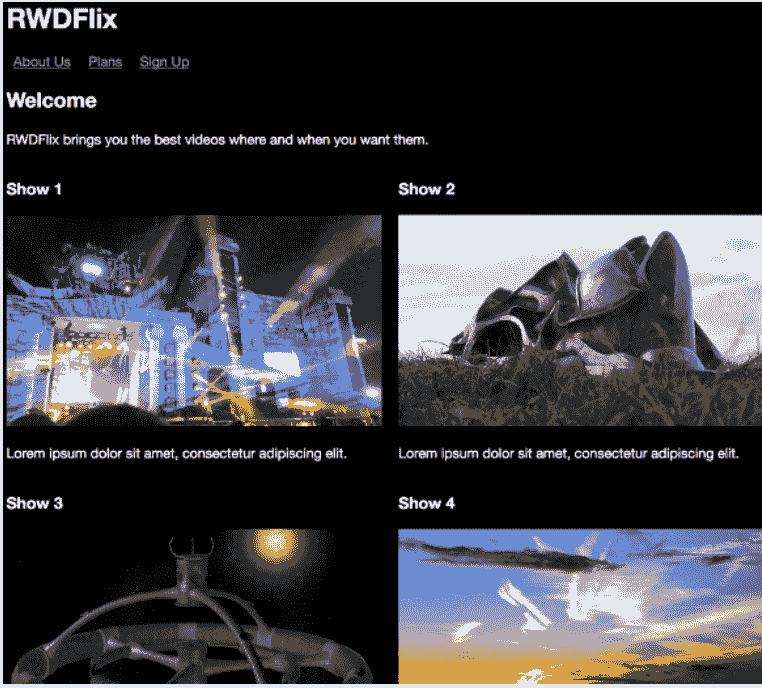 RWDFlix
About Us Plans Sign Up
Welcome
RWDFlix brings you the best videos where and when you want them.
Show 1
Show 2
Lorem ipsum dolor sit amet, consectetur adipiscing elit.
Lorem ipsum dolor sit amet, consectetur adipiscing elit.
Show 3
Show 4